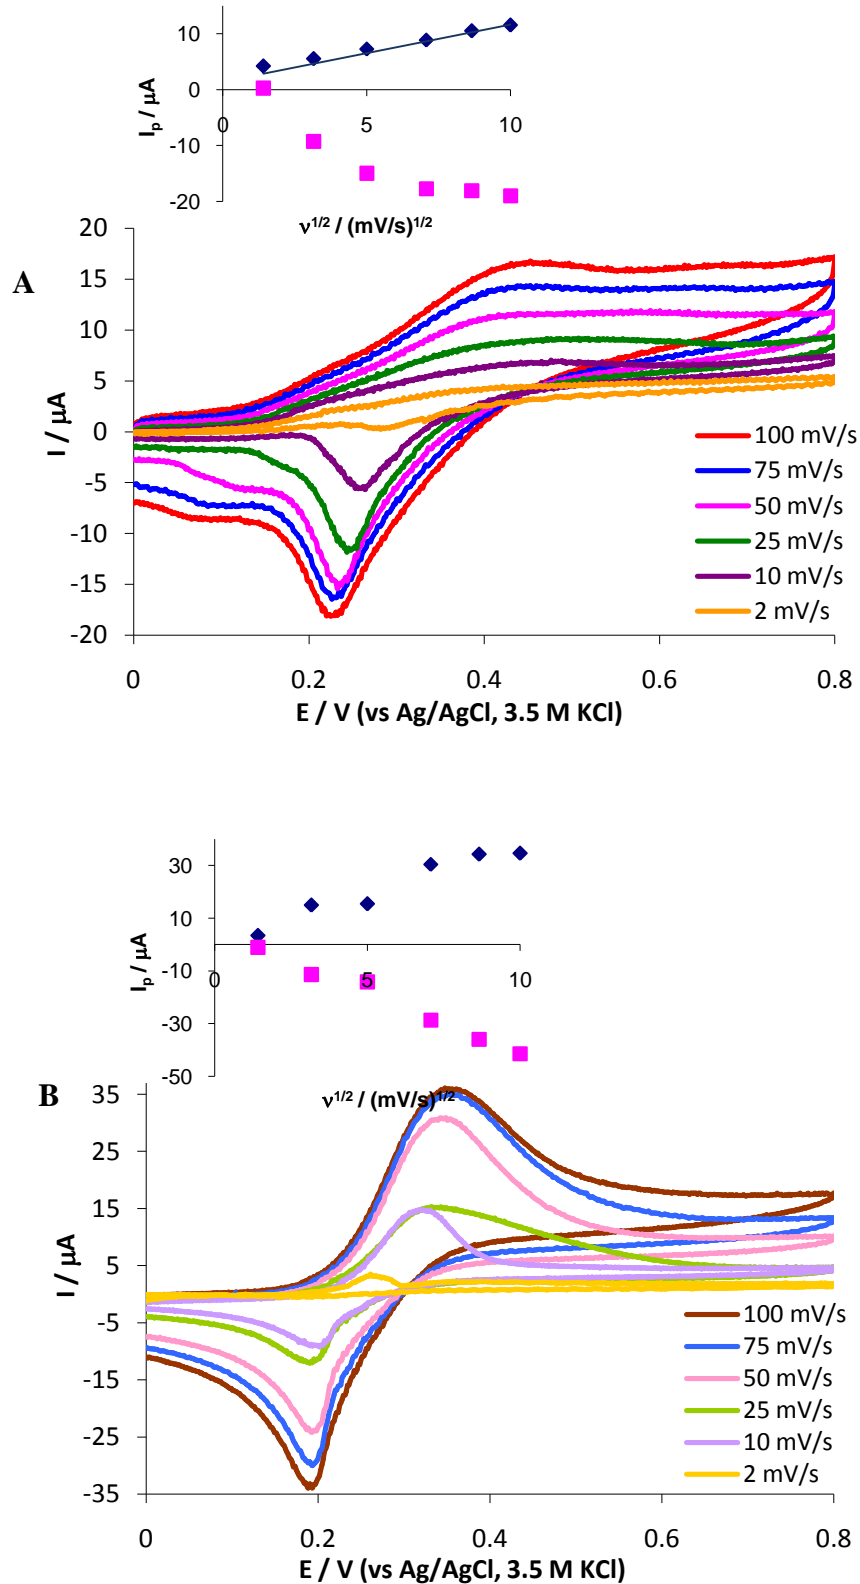 10
0
-10
-20
0
5
10
Ip / μA
ν1/2 / (mV/s)1/2
A
20
15
10
5
0
-5
-10
-15
-20
I / μA
100 mV/s
75 mV/s
50 mV/s
25 mV/s
10 mV/s
2 mV/s
0
0.2
0.4
0.6
0.8
E / V (vs Ag/AgCl, 3.5 M KCl)
30
10
-10
-30
-50
0
5
10
Ip / μA
ν1/2 / (mV/s)1/2
B
35
25
15
5
-5
-15
-25
-35
I / μA
100 mV/s
75 mV/s
50 mV/s
25 mV/s
10 mV/s
2 mV/s
0
0.2
0.4
0.6
0.8
E / V (vs Ag/AgCl, 3.5 M KCl)